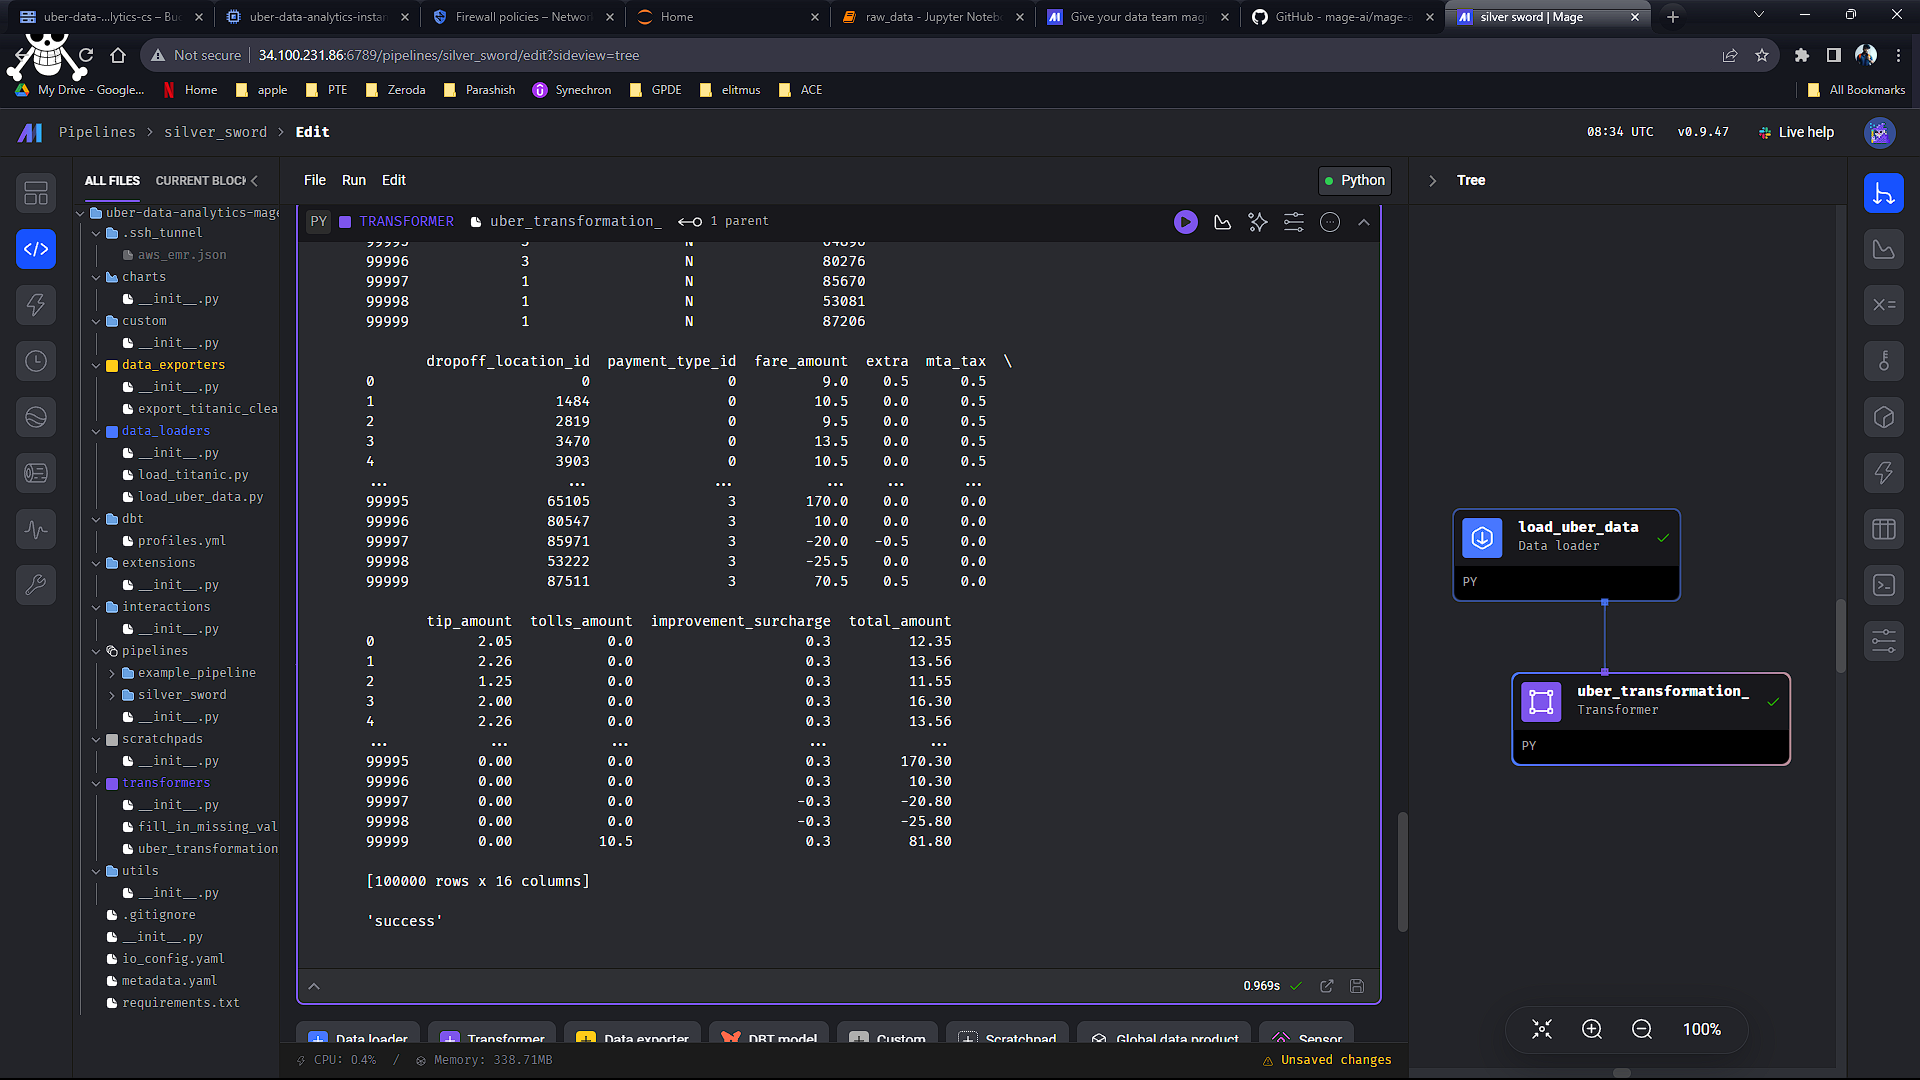 uber-data-...lytics-cs – Buc
uber-data-analytics-instan
Firewall policies – Networ
Home
raw_data - Jupyter Notebo
Give your data team magi
GitHub - mage-ai/mage-a
silver sword | Mage
Not secure
34.100.231.86:6789/pipelines/silver_sword/edit?sideview=tree
My Drive - Google...
Home
apple
PTE
Zeroda
Parashish
Synechron
GPDE
elitmus
ACE
All Bookmarks
Pipelines > silver_sword > Edit
08:34 UTC
v0.9.47
Live help
ALL FILES
CURRENT BLOCK
File
Run
Edit
Python
Tree
uber-data-analytics-mage
.ssh_tunnel
aws_emr.json
charts
__init__.py
custom
__init__.py
data_exporters
__init__.py
export_titanic_clea
data_loaders
__init__.py
load_titanic.py
load_uber_data.py
dbt
profiles.yml
extensions
__init__.py
interactions
__init__.py
pipelines
example_pipeline
silver_sword
__init__.py
scratchpads
__init__.py
transformers
__init__.py
fill_in_missing_val
uber_transformation
utils
__init__.py
.gitignore
__init__.py
io_config.yaml
metadata.yaml
requirements.txt
PY TRANSFORMER uber_transformation_ 1 parent
99995 3 N 64896
99996 3 N 80276
99997 1 N 85670
99998 1 N 53081
99999 1 N 87206
dropoff_location_id payment_type_id fare_amount extra mta_tax \
0 0 0 9.0 0.5 0.5
1 1484 0 10.5 0.0 0.5
2 2819 0 9.5 0.0 0.5
3 3470 0 13.5 0.0 0.5
4 3903 0 10.5 0.0 0.5
... ... ... ... ... ...
99995 65105 3 170.0 0.0 0.0
99996 80547 3 10.0 0.0 0.0
99997 85971 3 -20.0 -0.5 0.0
99998 53222 3 -25.5 0.0 0.0
99999 87511 3 70.5 0.5 0.0
tip_amount tolls_amount improvement_surcharge total_amount
0 2.05 0.0 0.3 12.35
1 2.26 0.0 0.3 13.56
2 1.25 0.0 0.3 11.55
3 2.00 0.0 0.3 16.30
4 2.26 0.0 0.3 13.56
... ... ... ... ...
99995 0.00 0.0 0.3 170.30
99996 0.00 0.0 0.3 10.30
99997 0.00 0.0 -0.3 -20.80
99998 0.00 0.0 -0.3 -25.80
99999 0.00 10.5 0.3 81.80
[100000 rows x 16 columns]
'success'
0.969s
Data loader
Transformer
Data exporter
DBT model
Custom
Scratchpad
Global data product
Sensor
CPU: 0.4% / Memory: 338.71MB
Unsaved changes
load_uber_data
Data loader
PY
uber_transformation_
Transformer
PY
100%